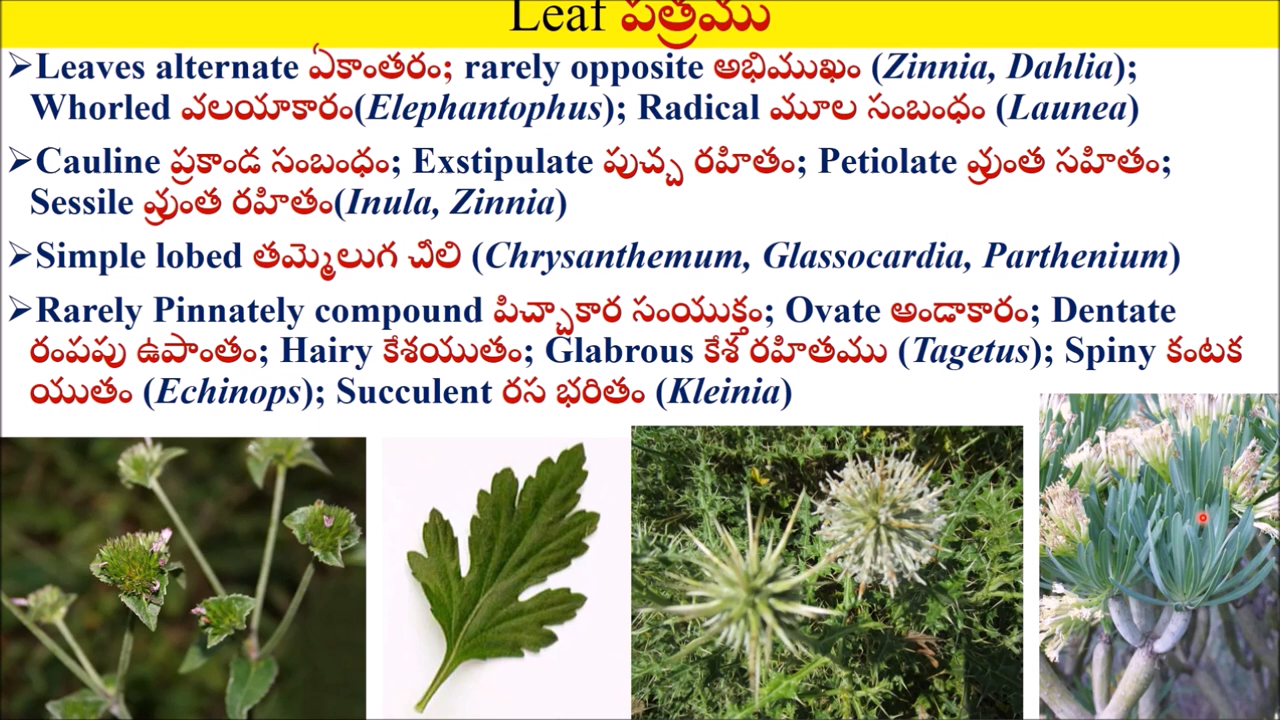 Leaf పత్రము
➢Leaves alternate ఏకాంతరం; rarely opposite అభిముఖం (Zinnia, Dahlia);
Whorled వలయాకారం(Elephantophus); Radical మూల సంబంధం (Launea)
➢Cauline ప్రకాండ సంబంధం; Exstipulate పుచ్ఛ రహితం; Petiolate వ్రుంత సహితం;
Sessile వ్రుంత రహితం(Inula, Zinnia)
➢Simple lobed తమ్మెలుగ చీలి (Chrysanthemum, Glassocardia, Parthenium)
➢Rarely Pinnately compound పిచ్ఛాకార సంయుక్తం; Ovate అండాకారం; Dentate
రంపపు ఉపాంతం; Hairy కేశయుతం; Glabrous కేశ రహితము (Tagetus); Spiny కంటక
యుతం (Echinops); Succulent రస భరితం (Kleinia)